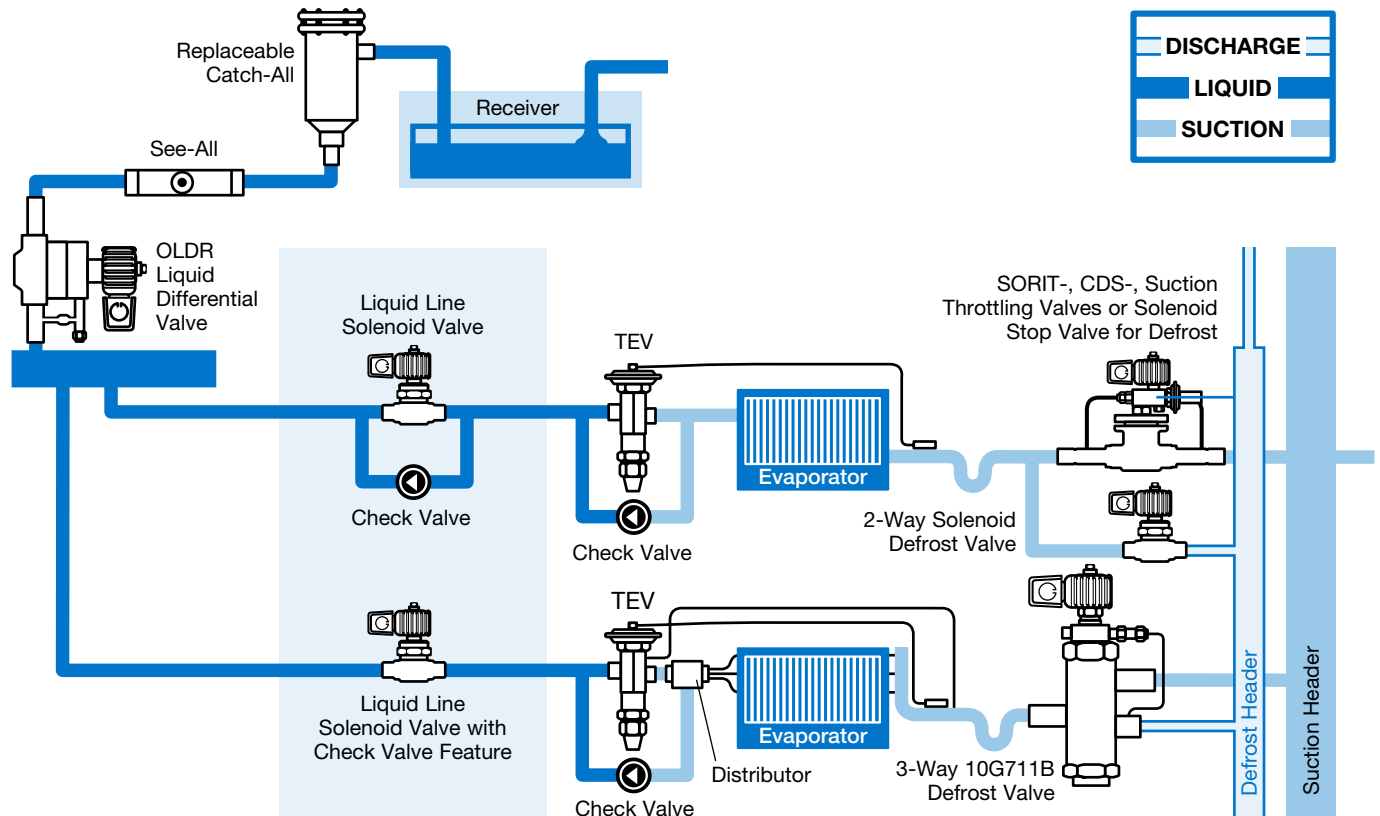 Replaceable
Catch-All
Receiver
DISCHARGE
LIQUID
SUCTION
See-All
OLDR
Liquid
Differential
Valve
Liquid Line
Solenoid Valve
TEV
SORIT-, CDS-, Suction
Throttling Valves or Solenoid
Stop Valve for Defrost
Evaporator
Check Valve
Check Valve
2-Way Solenoid
Defrost Valve
TEV
Liquid Line
Solenoid Valve with
Check Valve Feature
Evaporator
Distributor
Check Valve
3-Way 10G711B
Defrost Valve
Defrost Header
Suction Header